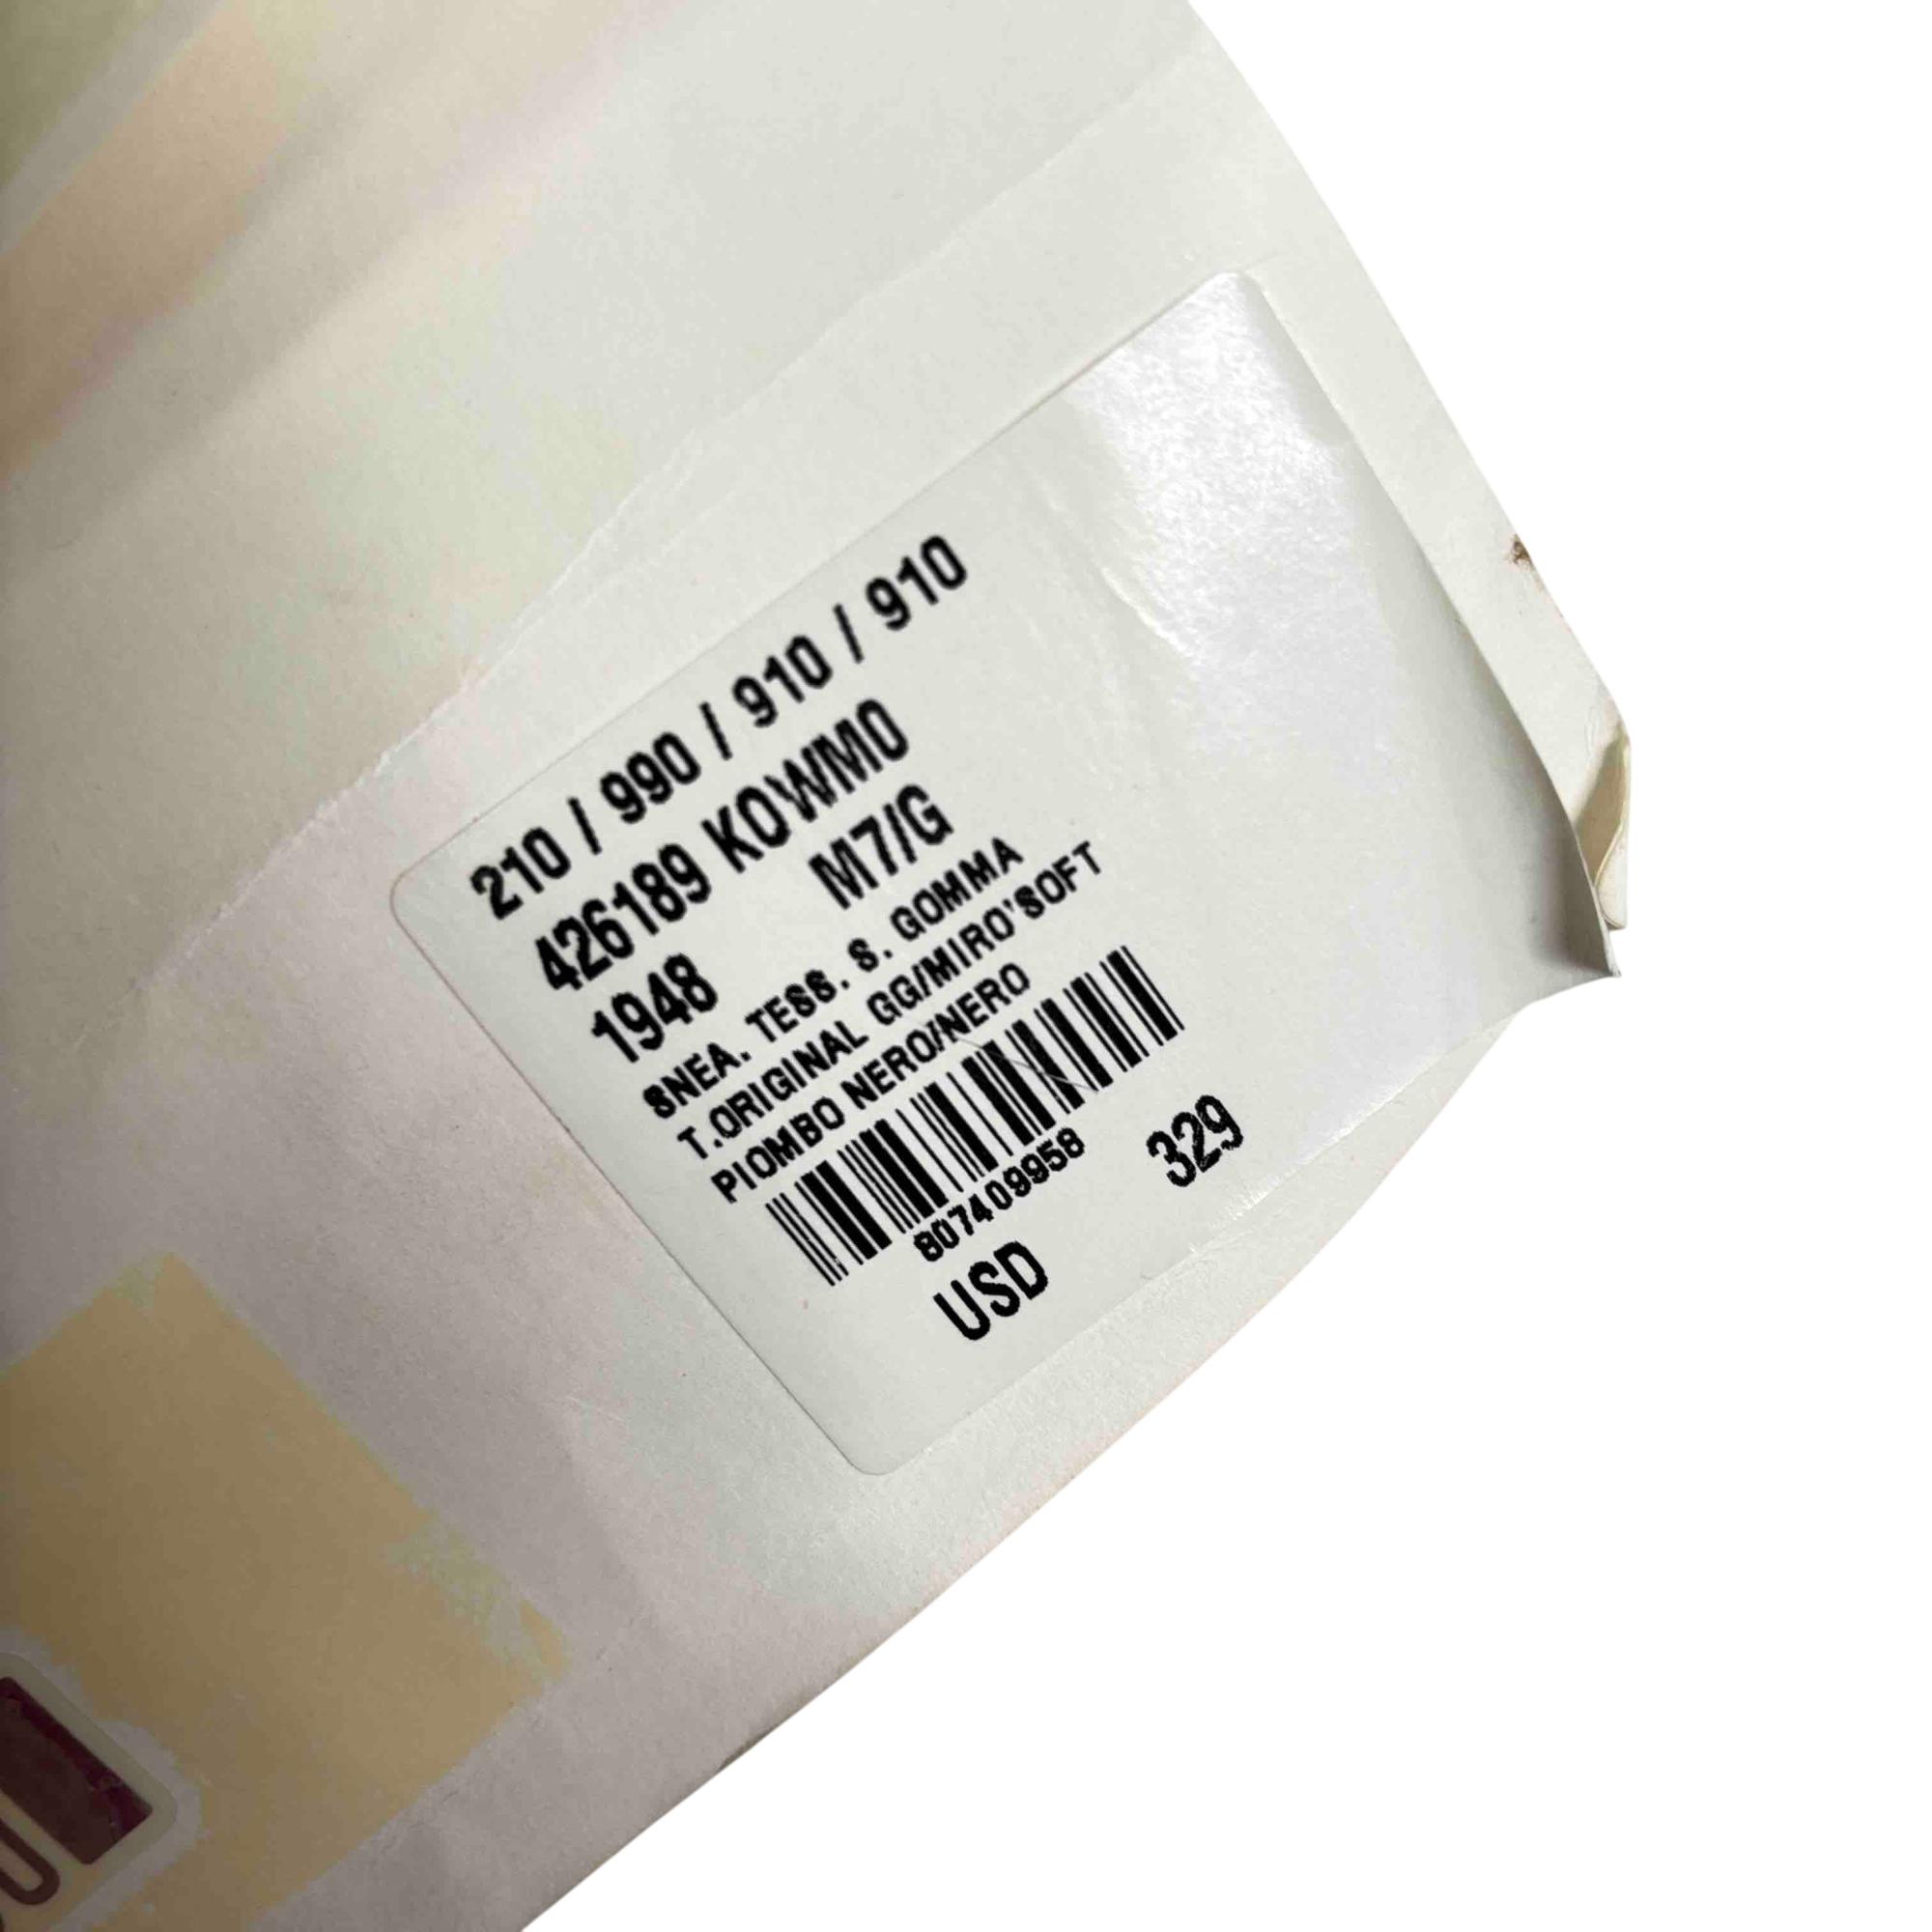 210 / 990 / 910 / 910
426189 KOWM0
1948 M7/G
SNEA. TESS. S. GOMMA
T.ORIGINAL GG/MIRO'SOFT
PIOMBO NERO/NERO
807409958
USD 329